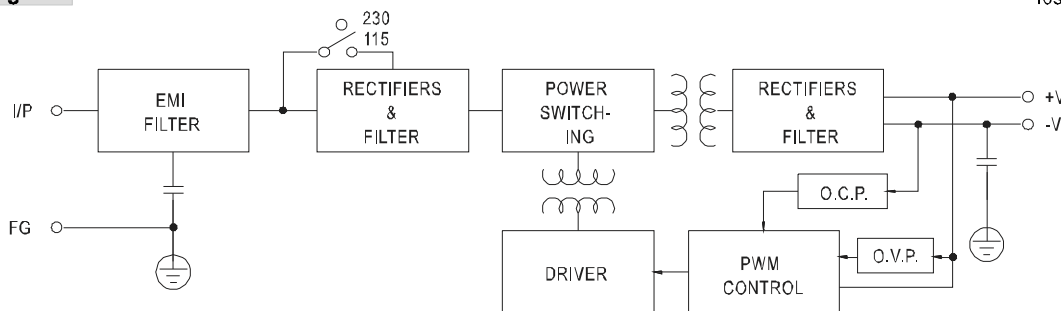 230
115
I/P
EMI
FILTER
RECTIFIERS
&
FILTER
POWER
SWITCH-
ING
RECTIFIERS
&
FILTER
+V
-V
O.C.P.
FG
DRIVER
PWM
CONTROL
O.V.P.